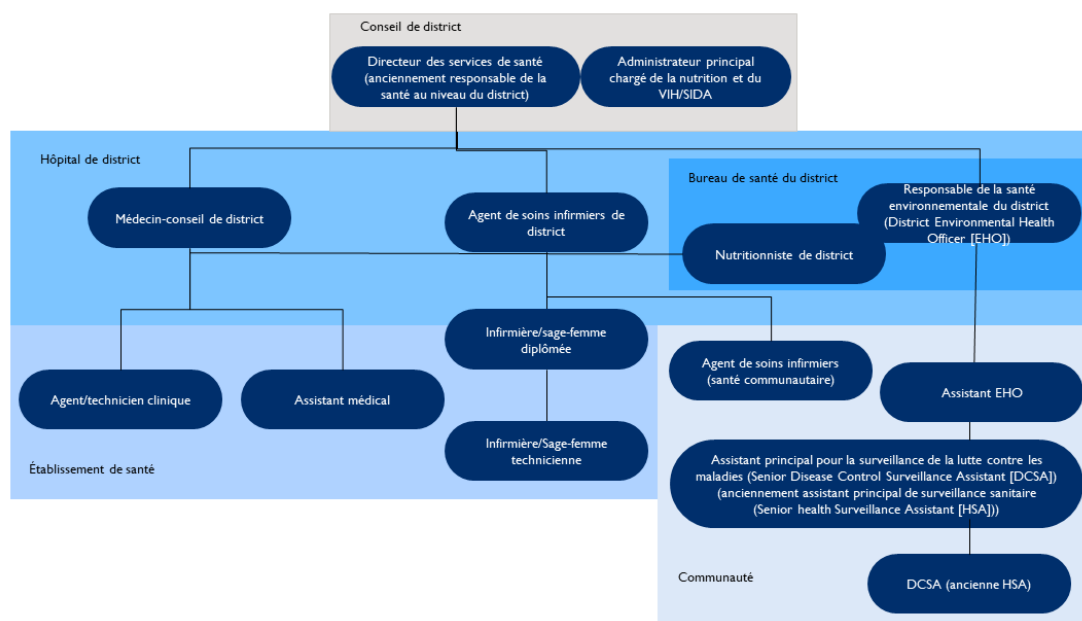 Conseil de district
Directeur des services de santé
(anciennement responsable de la
santé au niveau du district)
Administrateur principal
chargé de la nutrition et du
VIH/SIDA
Hôpital de district
Bureau de santé du district
Médecin-conseil de district
Agent de soins infirmiers de
district
Responsable de la santé
environnementale du district
(District Environmental Health
Officer [EHO])
Nutritionniste de district
Infirmière/sage-femme
diplômée
Agent de soins infirmiers
(santé communautaire)
Agent/technicien clinique
Assistant médical
Assistant EHO
Infirmière/Sage-femme
technicienne
Établissement de santé
Assistant principal pour la surveillance de la lutte contre les
maladies (Senior Disease Control Surveillance Assistant [DCSA])
(anciennement assistant principal de surveillance sanitaire
(Senior health Surveillance Assistant [HSA]))
Communauté
DCSA (ancienne HSA)